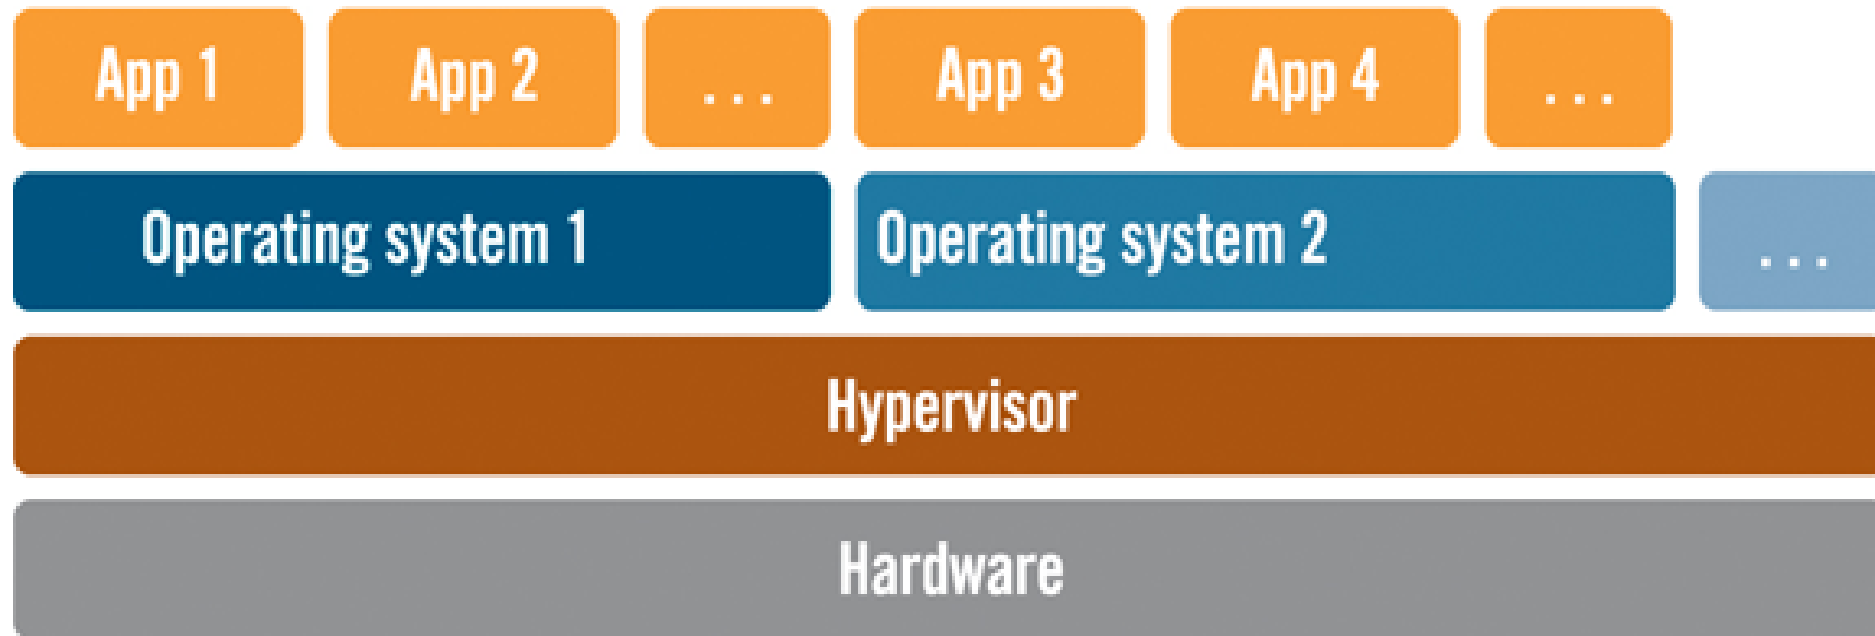 App 1 App 2 ... App 3 App 4 ...
Operating system 1 Operating system 2 ...
Hypervisor
Hardware